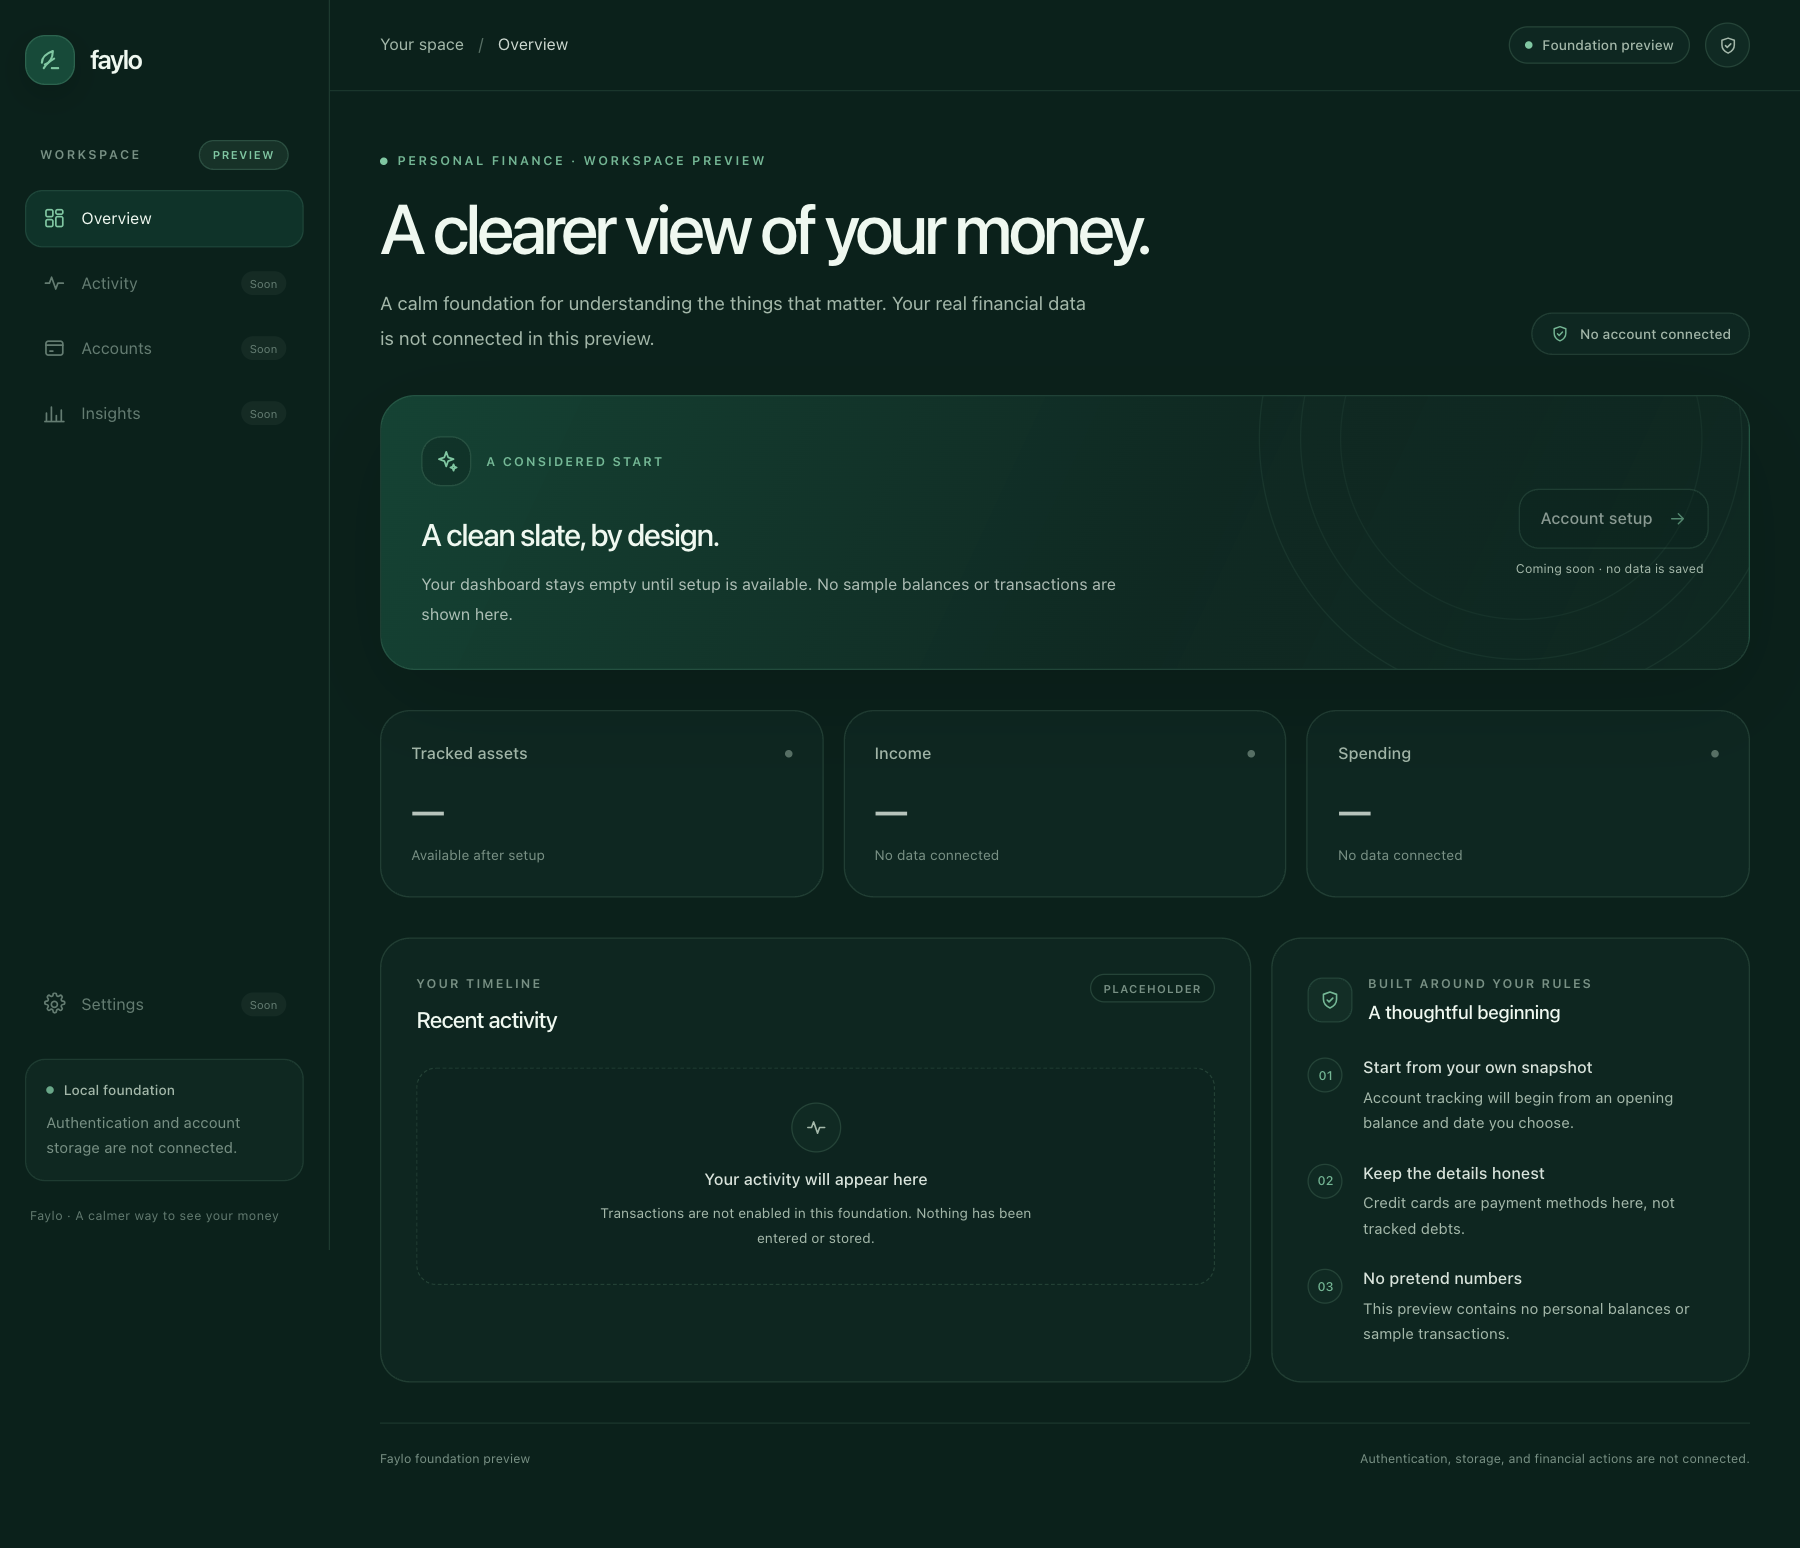 faylo
WORKSPACE
PREVIEW
Overview
Activity
Soon
Accounts
Soon
Insights
Soon
Settings
Soon
Local foundation
Authentication and account
storage are not connected.
Faylo · A calmer way to see your money
Your space / Overview
Foundation preview
PERSONAL FINANCE · WORKSPACE PREVIEW
A clearer view of your money.
A calm foundation for understanding the things that matter. Your real financial data
is not connected in this preview.
No account connected
A CONSIDERED START
A clean slate, by design.
Your dashboard stays empty until setup is available. No sample balances or transactions are
shown here.
Account setup →
Coming soon · no data is saved
Tracked assets
—
Available after setup
Income
—
No data connected
Spending
—
No data connected
YOUR TIMELINE
Recent activity
PLACEHOLDER
Your activity will appear here
Transactions are not enabled in this foundation. Nothing has been
entered or stored.
BUILT AROUND YOUR RULES
A thoughtful beginning
01
Start from your own snapshot
Account tracking will begin from an opening
balance and date you choose.
02
Keep the details honest
Credit cards are payment methods here, not
tracked debts.
03
No pretend numbers
This preview contains no personal balances or
sample transactions.
Faylo foundation preview
Authentication, storage, and financial actions are not connected.